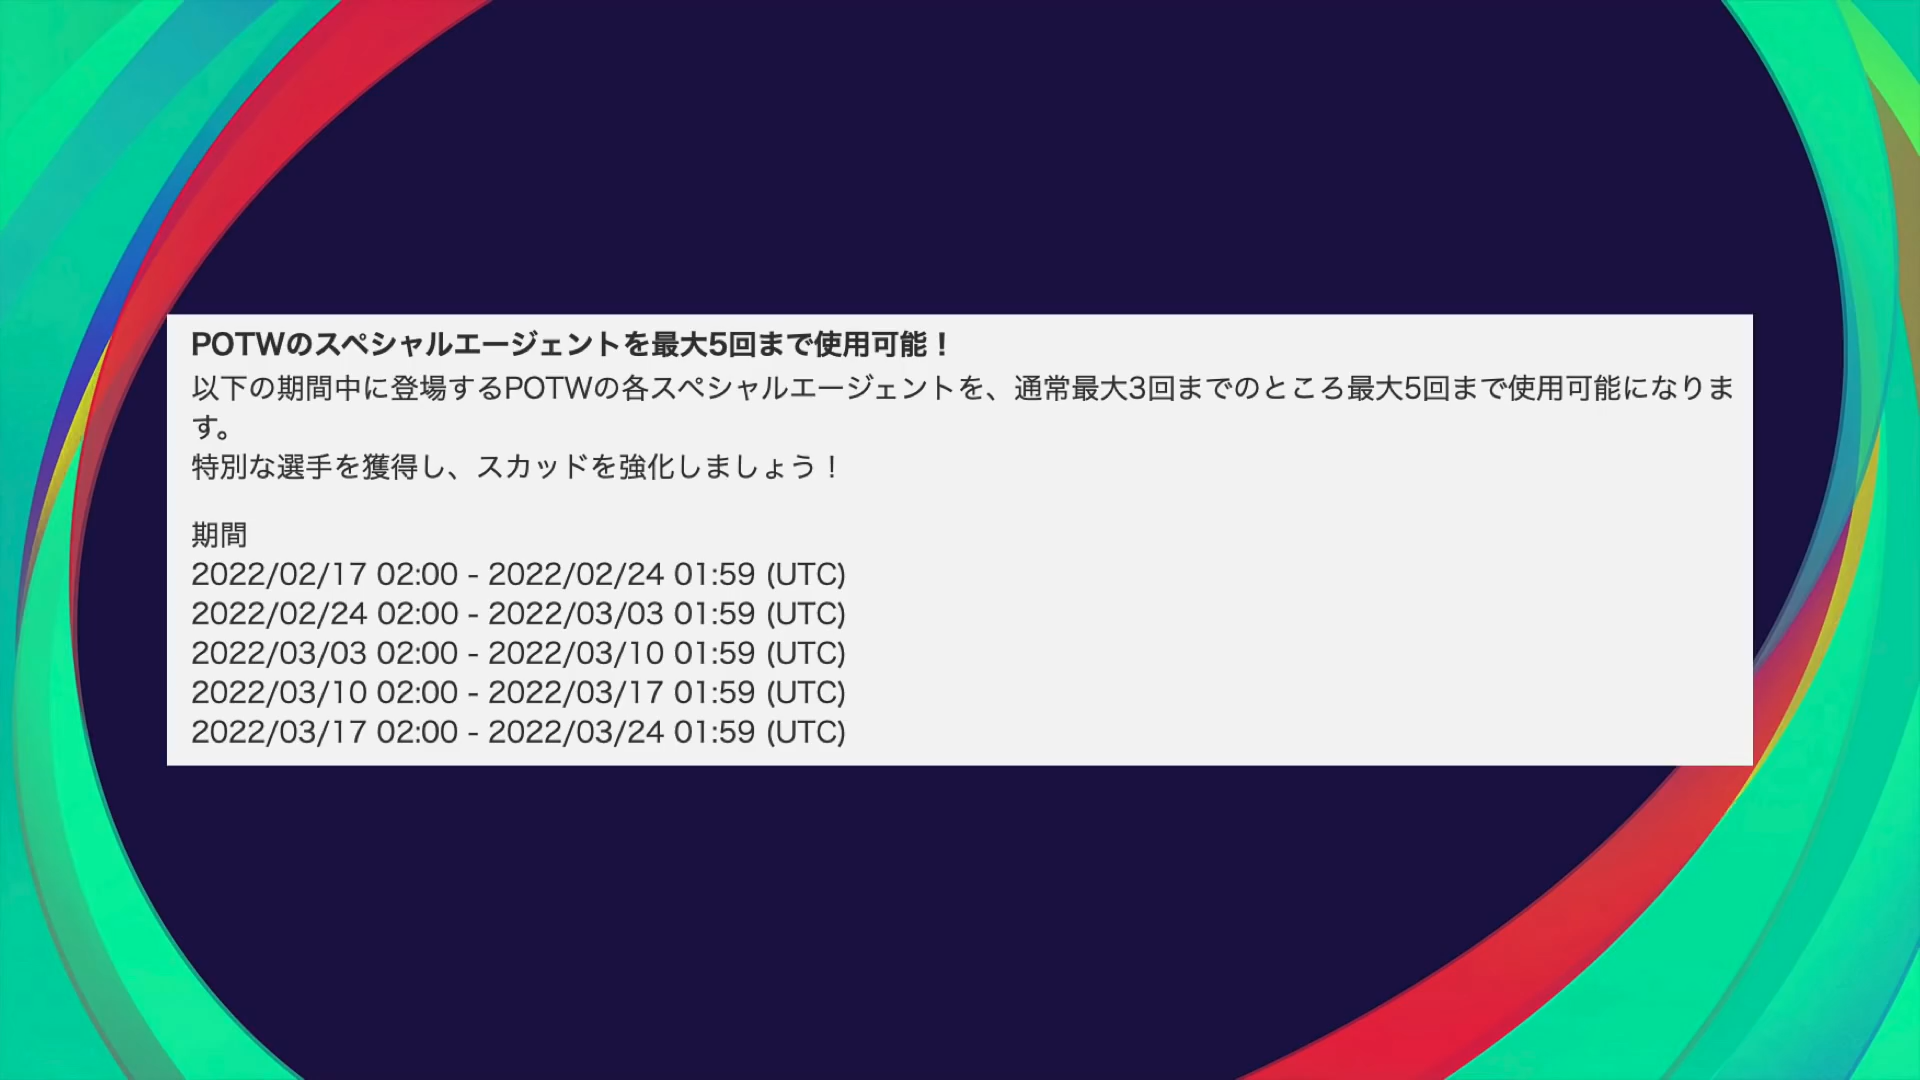 POTWのスペシャルエージェントを最大5回まで使用可能！
以下の期間中に登場するPOTWの各スペシャルエージェントを、通常最大3回までのところ最大5回まで使用可能になりま
す。
特別な選手を獲得し、スカッドを強化しましょう！
期間
2022/02/17 02:00 - 2022/02/24 01:59 (UTC)
2022/02/24 02:00 - 2022/03/03 01:59 (UTC)
2022/03/03 02:00 - 2022/03/10 01:59 (UTC)
2022/03/10 02:00 - 2022/03/17 01:59 (UTC)
2022/03/17 02:00 - 2022/03/24 01:59 (UTC)